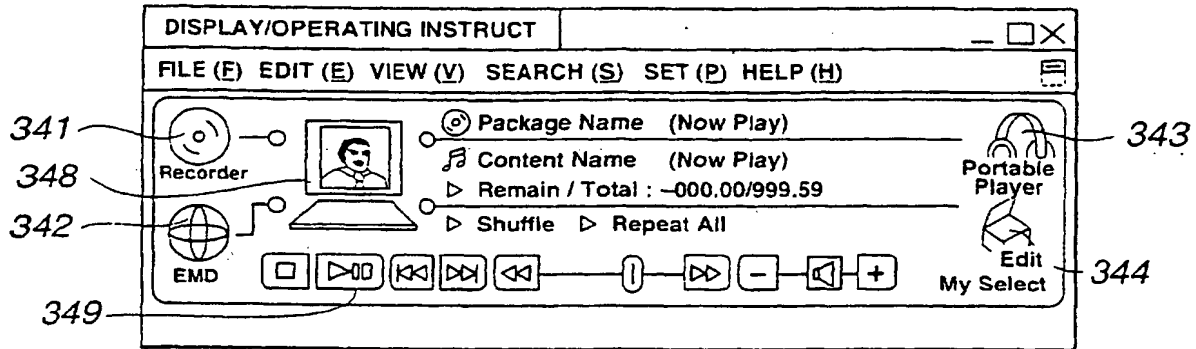 DISPLAY/OPERATING INSTRUCT
FILE (F) EDIT (E) VIEW (V) SEARCH (S) SET (P) HELP (H)
341
Recorder
348
342
EMD
349
Package Name (Now Play)
Content Name (Now Play)
Remain / Total : –000.00/999.59
Shuffle Repeat All
343
Portable
Player
Edit
My Select
344